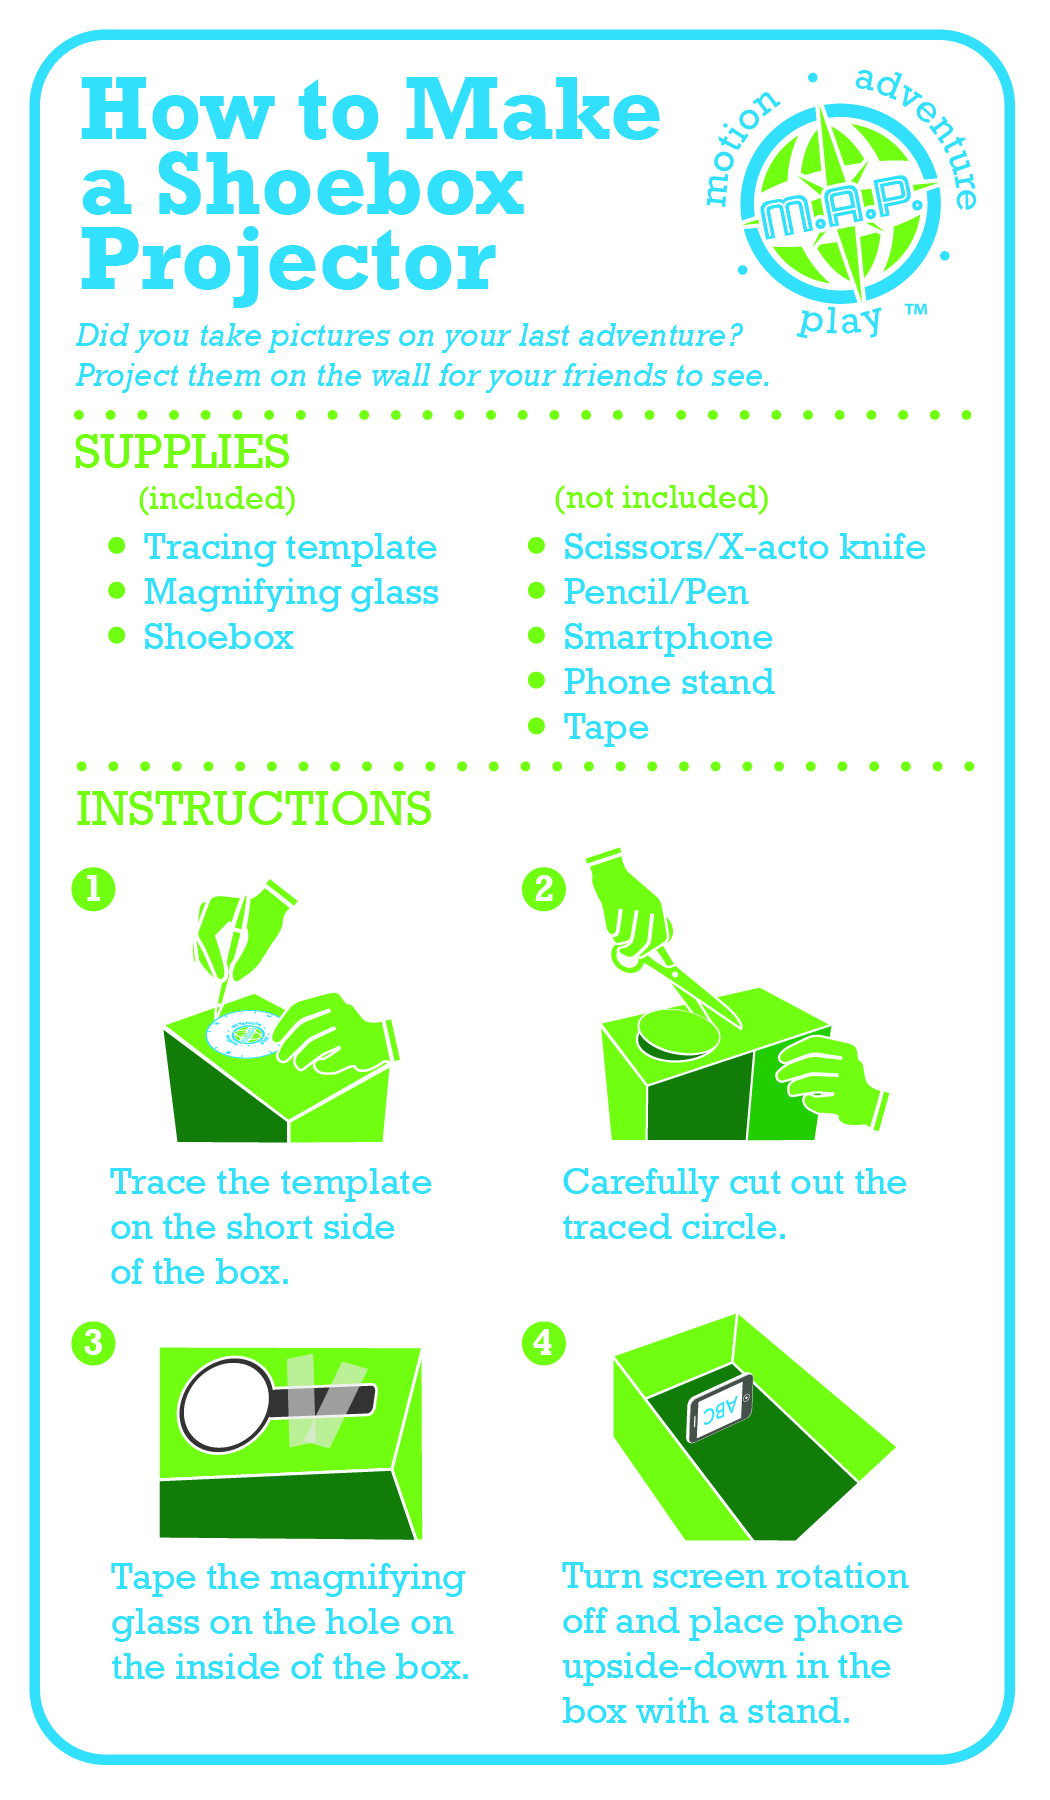 How to Make
a Shoebox
Projector
motion • adventure
M.A.P.
play ™
Did you take pictures on your last adventure?
Project them on the wall for your friends to see.
SUPPLIES
(included)
• Tracing template
• Magnifying glass
• Shoebox
(not included)
• Scissors/X-acto knife
• Pencil/Pen
• Smartphone
• Phone stand
• Tape
INSTRUCTIONS
1
Trace the template
on the short side
of the box.
2
Carefully cut out the
traced circle.
3
Tape the magnifying
glass on the hole on
the inside of the box.
4
ABC
Turn screen rotation
off and place phone
upside-down in the
box with a stand.